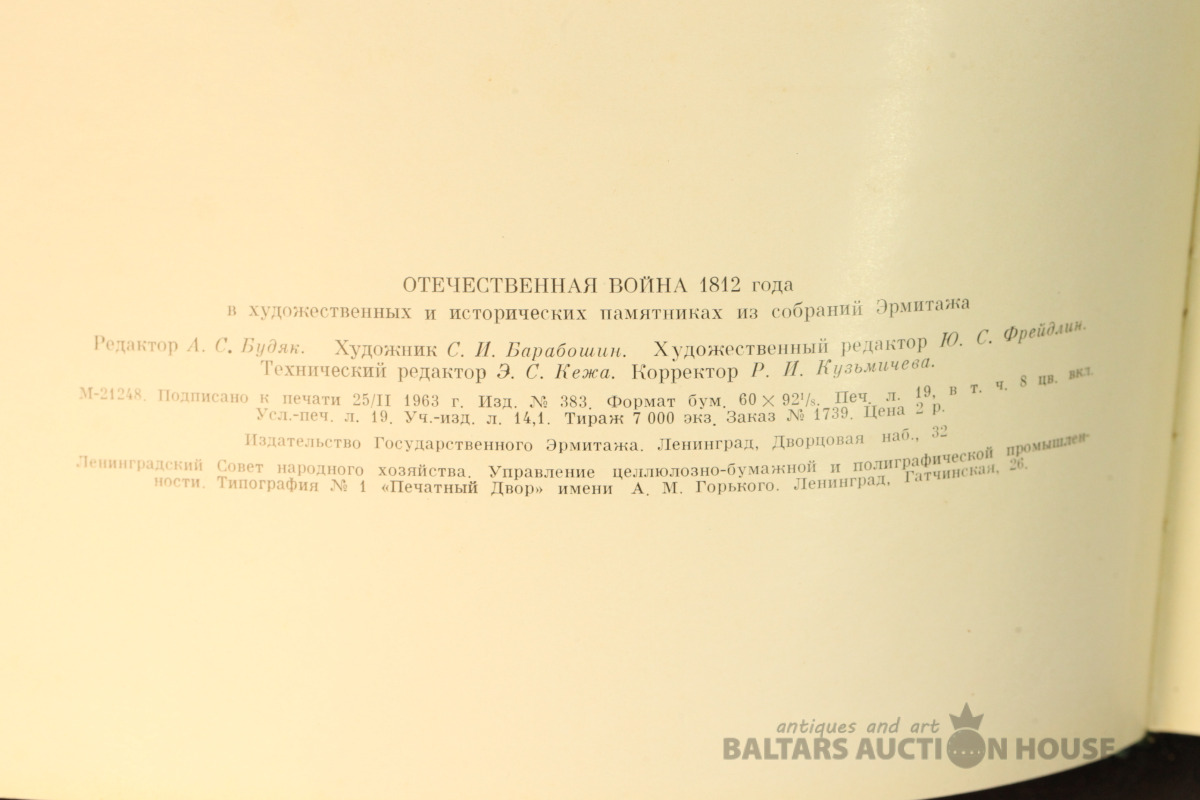 ОТЕЧЕСТВЕННАЯ ВОЙНА 1812 года
в художественных и исторических памятниках из собраний Эрмитажа
Редактор А. С. Будяк. Художник С. И. Барабошин. Художественный редактор Ю. С. Фрейдлин.
Технический редактор Э. С. Кежа. Корректор Р. И. Кузьмичева.
М-21248. Подписано к печати 25/II 1963 г. Изд. № 383. Формат бум. 60 × 92¹/₈. Печ. л. 19, в т. ч. 8 цв. вкл.
Усл.-печ. л. 19. Уч.-изд. л. 14,1. Тираж 7 000 экз. Заказ № 1739. Цена 2 р.
Издательство Государственного Эрмитажа. Ленинград, Дворцовая наб., 32
Ленинградский Совет народного хозяйства. Управление целлюлозно-бумажной и полиграфической промышлен-
ности. Типография № 1 «Печатный Двор» имени А. М. Горького. Ленинград, Гатчинская, 26.
antiques and art
BALTARS AUCTION HOUSE